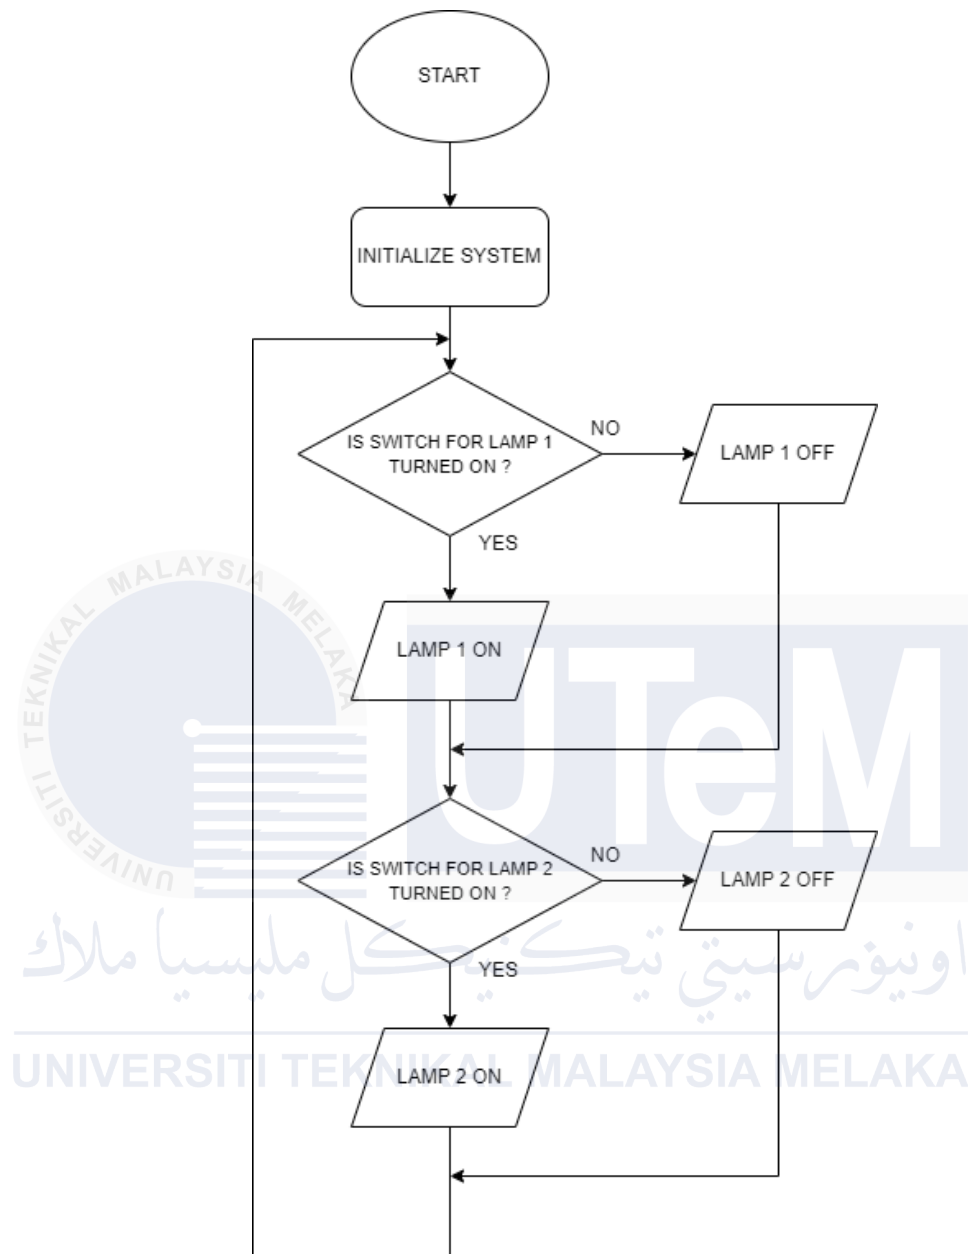 START
INITIALIZE SYSTEM
IS SWITCH FOR LAMP 1
TURNED ON ?
NO
LAMP 1 OFF
YES
LAMP 1 ON
UNIVERSITI TEKNIKAL MALAYSIA MELAKA
UTeM
IS SWITCH FOR LAMP 2
TURNED ON ?
NO
LAMP 2 OFF
YES
اونيۏرسيتي تيكنيكل مليسيا ملاك
UNIVERSITI TEKNIKAL MALAYSIA MELAKA
LAMP 2 ON